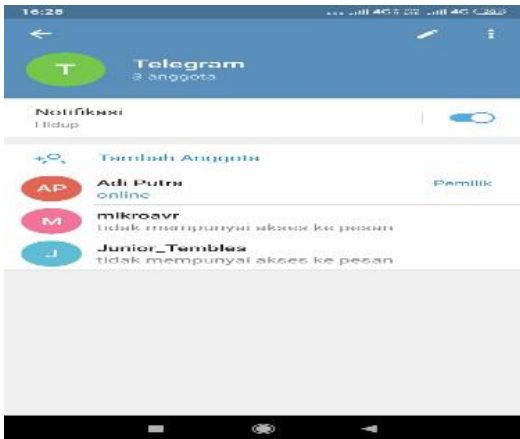 16:28
T
Telegram
3 anggota
Notifikasi
Hidup
Tambah Anggota
AP
Adi Putra
Pemilik
online
M
mikroavr
tidak mempunyai akses ke pesan
J
Junior_Tembles
tidak mempunyai akses ke pesan